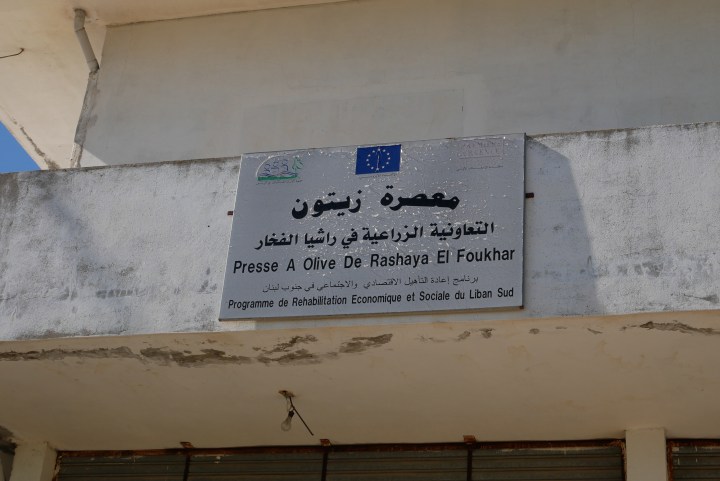 معصرة زيتون
التعاونية الزراعية في راشيا الفخار
Presse A Olive De Rashaya El Foukhar
برنامج إعادة التأهيل الاقتصادي والاجتماعي في جنوب لبنان
Programme de Rehabilitation Economique et Sociale du Liban Sud